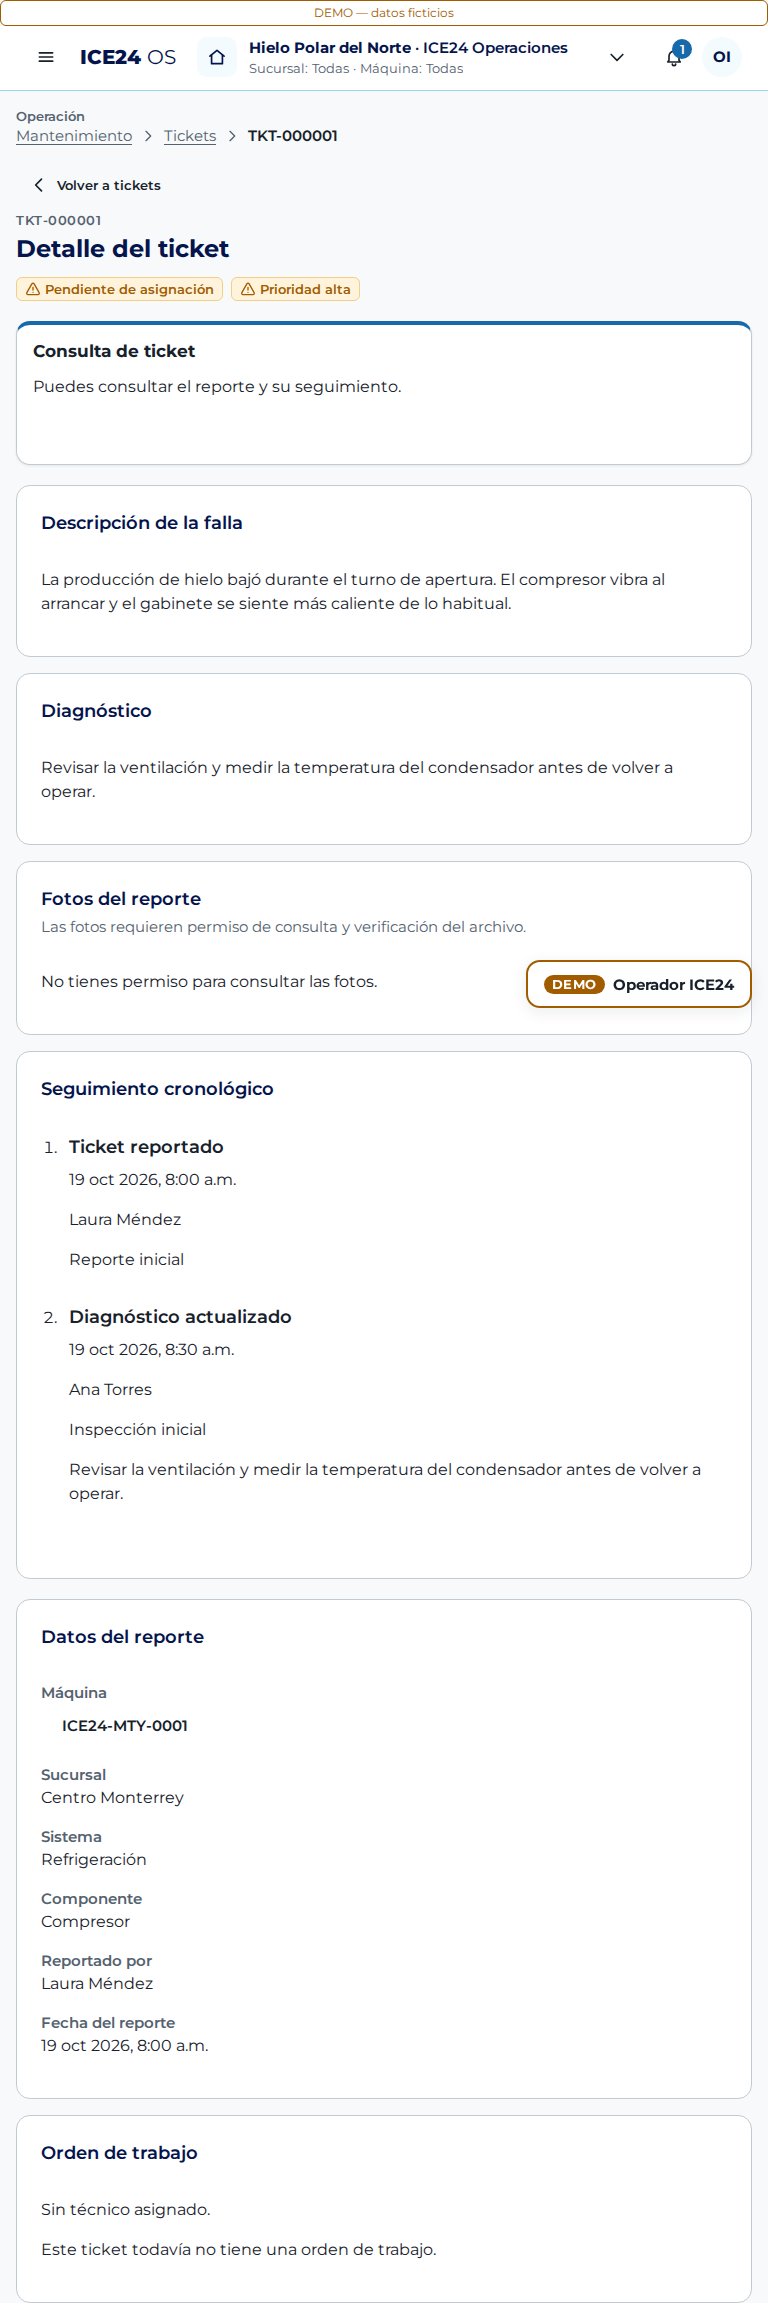 DEMO — datos ficticios
ICE24 OS
Hielo Polar del Norte · ICE24 Operaciones
Sucursal: Todas · Máquina: Todas
1
OI
Operación
Mantenimiento > Tickets > TKT-000001
Volver a tickets
TKT-000001
Detalle del ticket
Pendiente de asignación
Prioridad alta
Consulta de ticket
Puedes consultar el reporte y su seguimiento.
Descripción de la falla
La producción de hielo bajó durante el turno de apertura. El compresor vibra al
arrancar y el gabinete se siente más caliente de lo habitual.
Diagnóstico
Revisar la ventilación y medir la temperatura del condensador antes de volver a
operar.
Fotos del reporte
Las fotos requieren permiso de consulta y verificación del archivo.
No tienes permiso para consultar las fotos.
DEMO Operador ICE24
Seguimiento cronológico
1. Ticket reportado
19 oct 2026, 8:00 a.m.
Laura Méndez
Reporte inicial
2. Diagnóstico actualizado
19 oct 2026, 8:30 a.m.
Ana Torres
Inspección inicial
Revisar la ventilación y medir la temperatura del condensador antes de volver a
operar.
Datos del reporte
Máquina
ICE24-MTY-0001
Sucursal
Centro Monterrey
Sistema
Refrigeración
Componente
Compresor
Reportado por
Laura Méndez
Fecha del reporte
19 oct 2026, 8:00 a.m.
Orden de trabajo
Sin técnico asignado.
Este ticket todavía no tiene una orden de trabajo.